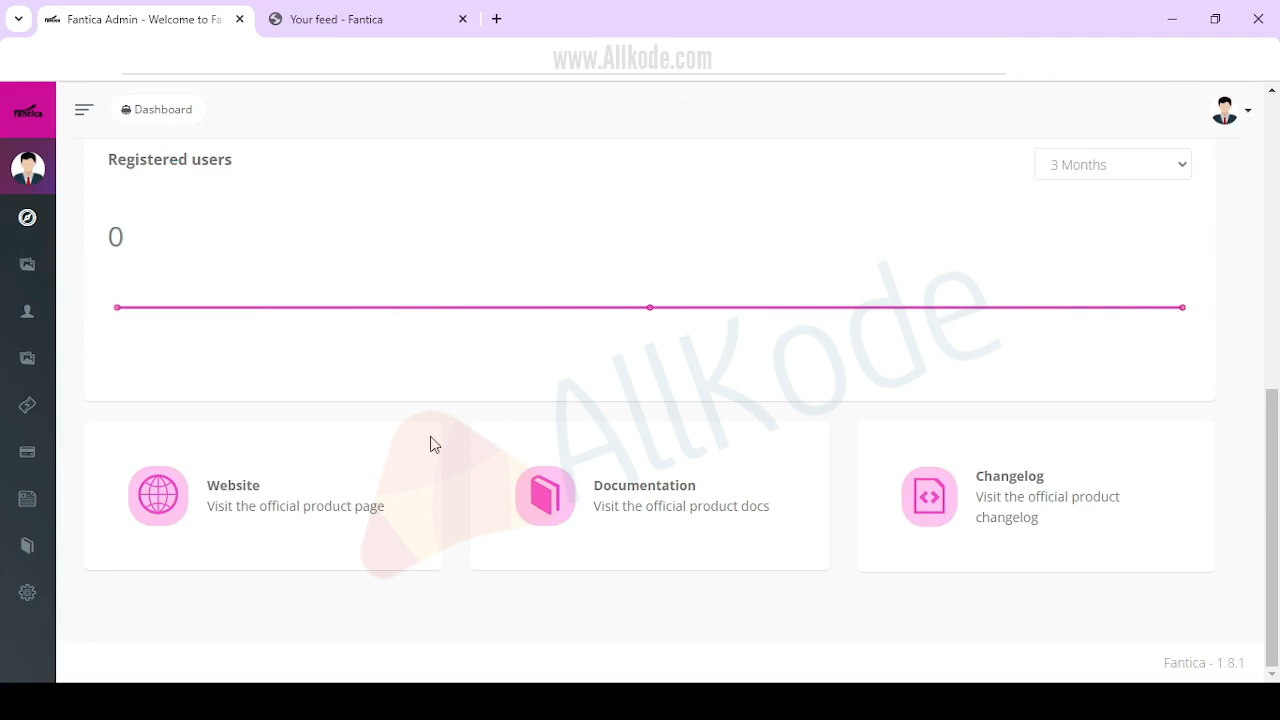 Fantica Admin - Welcome to Fa
Your feed - Fantica
www.Allkode.com
fantica
Dashboard
Registered users
3 Months
0
AllKode
Website
Visit the official product page
Documentation
Visit the official product docs
Changelog
Visit the official product
changelog
Fantica - 1.8.1